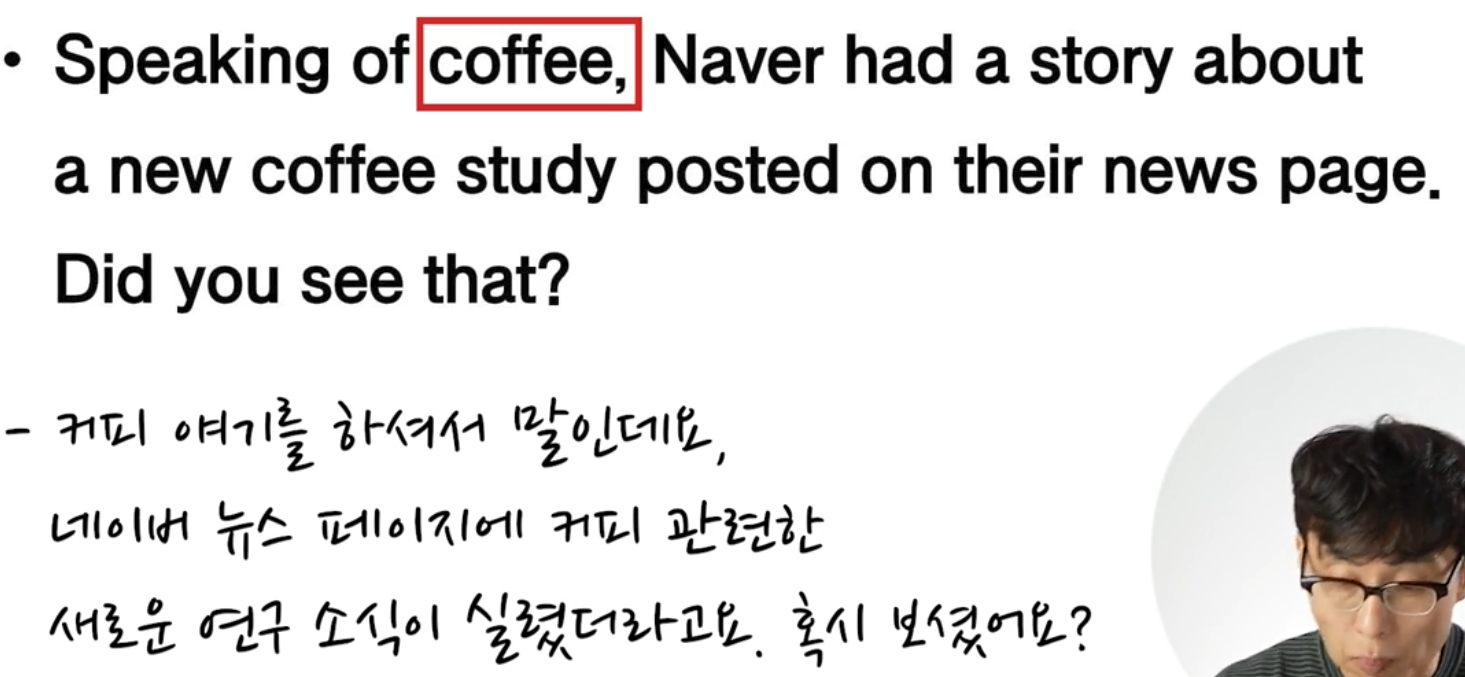 • Speaking of coffee, Naver had a story about
a new coffee study posted on their news page.
Did you see that?
- 커피 얘기를 하셔서 말인데요,
네이버 뉴스 페이지에 커피 관련한
새로운 연구 소식이 실렸더라고요. 혹시 보셨어요?